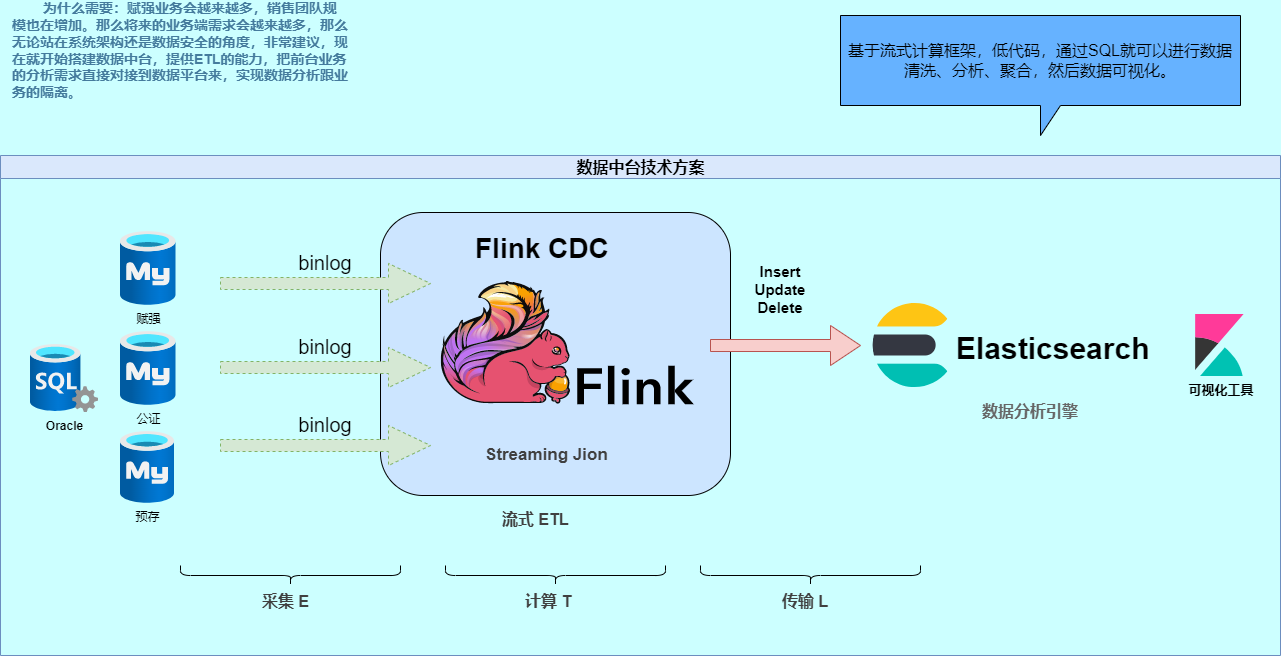 为什么需要：赋强业务会越来越多，销售团队规
模也在增加。那么将来的业务端需求会越来越多，那么
无论站在系统架构还是数据安全的角度，非常建议，现
在就开始搭建数据中台，提供ETL的能力，把前台业务
的分析需求直接对接到数据平台来，实现数据分析跟业
务的隔离。
基于流式计算框架，低代码，通过SQL就可以进行数据
清洗、分析、聚合，然后数据可视化。
数据中台技术方案
My
赋强
My
公证
My
预存
SQL
Oracle
binlog
binlog
binlog
Flink CDC
Flink
Streaming Jion
流式 ETL
Insert
Update
Delete
Elasticsearch
数据分析引擎
可视化工具
采集 E
计算 T
传输 L